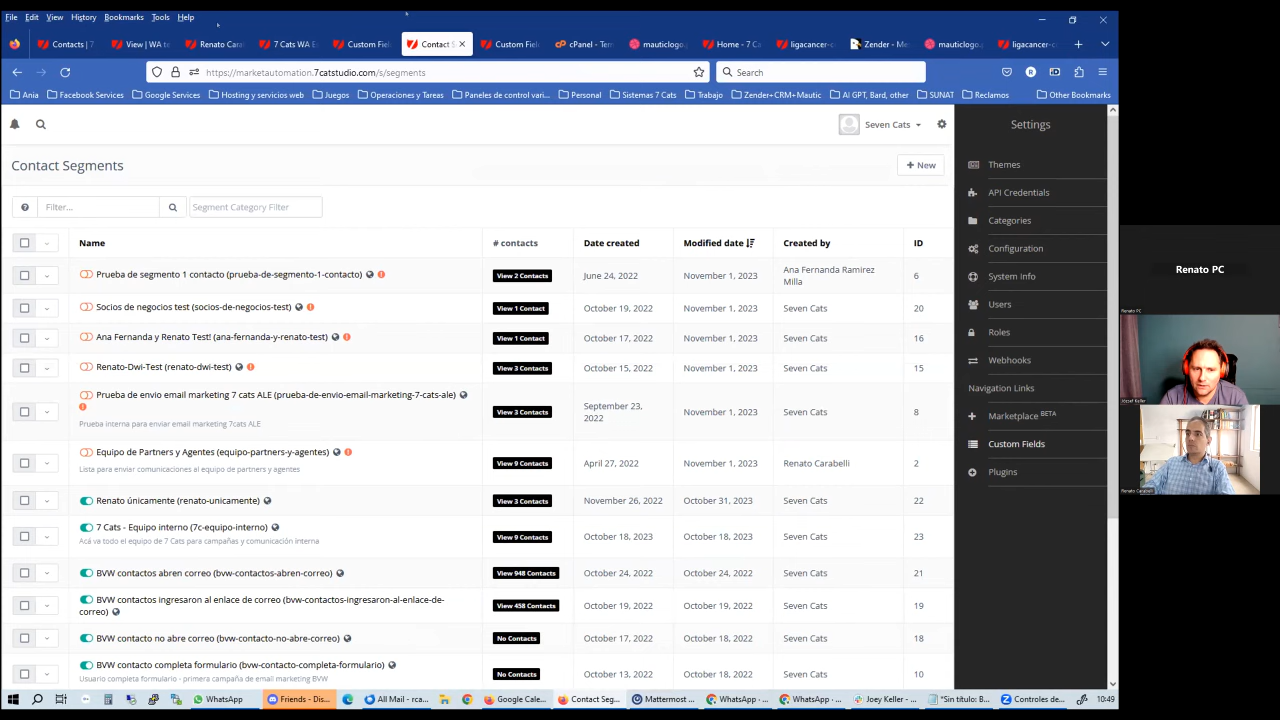 File Edit View History Bookmarks Tools Help
Contacts | 7 View | WA te Renato Cara 7 Cats WA E Custom Fiel Contact S Custom Fiel cPanel - Term mauticlogo. Home - 7 Ca ligacancer- Zender - Me mauticlogo. ligacancer-c
https://marketautomation.7catstudio.com/s/segments Search
Ania Facebook Services Google Services Hosting y servicios web Juegos Operaciones y Tareas Paneles de control vari... Personal Sistemas 7 Cats Trabajo Zender+CRM+Mautic AI GPT, Bard, other SUNAT Reclamos Other Bookmarks
Seven Cats
Contact Segments
+ New
Filter... Segment Category Filter
Name # contacts Date created Modified date Created by ID
Prueba de segmento 1 contacto (prueba-de-segmento-1-contacto) View 2 Contacts June 24, 2022 November 1, 2023 Ana Fernanda Ramirez Milla 6
Socios de negocios test (socios-de-negocios-test) View 1 Contact October 19, 2022 November 1, 2023 Seven Cats 20
Ana Fernanda y Renato Test! (ana-fernanda-y-renato-test) View 1 Contact October 17, 2022 November 1, 2023 Seven Cats 16
Renato-Dwi-Test (renato-dwi-test) View 3 Contacts October 15, 2022 November 1, 2023 Seven Cats 15
Prueba de envio email marketing 7 cats ALE (prueba-de-envio-email-marketing-7-cats-ale) View 3 Contacts September 23, 2022 November 1, 2023 Seven Cats 8
Prueba interna para enviar email marketing 7cats ALE
Equipo de Partners y Agentes (equipo-partners-y-agentes) View 9 Contacts April 27, 2022 November 1, 2023 Renato Carabelli 2
Lista para enviar comunicaciones al equipo de partners y agentes
Renato únicamente (renato-unicamente) View 3 Contacts November 26, 2022 October 31, 2023 Seven Cats 22
7 Cats - Equipo interno (7c-equipo-interno) View 9 Contacts October 18, 2023 October 18, 2023 Seven Cats 23
Acá va todo el equipo de 7 Cats para campañas y comunicación interna
BVW contactos abren correo (bvw-contactos-abren-correo) View 948 Contacts October 24, 2022 October 24, 2022 Seven Cats 21
BVW contactos ingresaron al enlace de correo (bvw-contactos-ingresaron-al-enlace-de-correo) View 458 Contacts October 19, 2022 October 19, 2022 Seven Cats 19
BVW contacto no abre correo (bvw-contacto-no-abre-correo) No Contacts October 17, 2022 October 18, 2022 Seven Cats 18
BVW contacto completa formulario (bvw-contacto-completa-formulario) No Contacts October 13, 2022 October 18, 2022 Seven Cats 10
Usuario completa formulario - primera campaña de email marketing BVW
Settings
Themes
API Credentials
Categories
Configuration
System Info
Users
Roles
Webhooks
Navigation Links
Marketplace BETA
Custom Fields
Plugins
Renato PC
Renato PC
József Keller
Renato Carabelli
WhatsApp Friends - Dis... All Mail - rca... Google Cale... Contact Seg... Mattermost ... WhatsApp ... WhatsApp ... Joey Keller - ... *Sin título: B... Controles de... 10:49